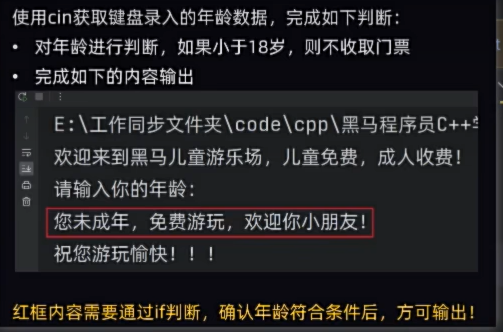 使用cin获取键盘录入的年龄数据，完成如下判断：
• 对年龄进行判断，如果小于18岁，则不收取门票
• 完成如下的内容输出
E:\工作同步文件夹\code\cpp\黑马程序员C++
欢迎来到黑马儿童游乐场，儿童免费，成人收费！
请输入你的年龄：
您未成年，免费游玩，欢迎你小朋友！
祝您游玩愉快！！！
红框内容需要通过if判断，确认年龄符合条件后，方可输出！